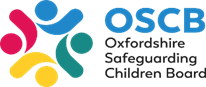 OSCB
Oxfordshire
Safeguarding
Children Board